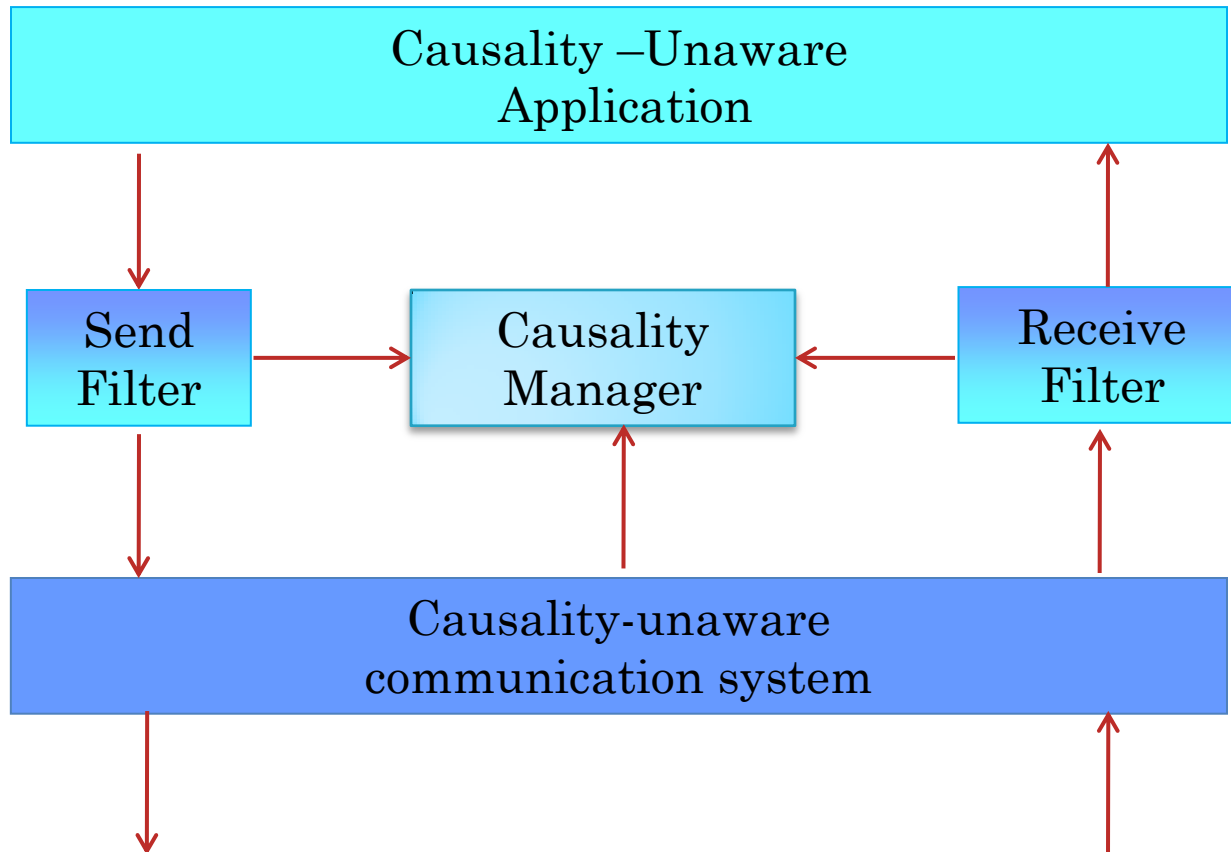 Causality –Unaware
Application
Send
Filter
Causality
Manager
Receive
Filter
Causality-unaware
communication system